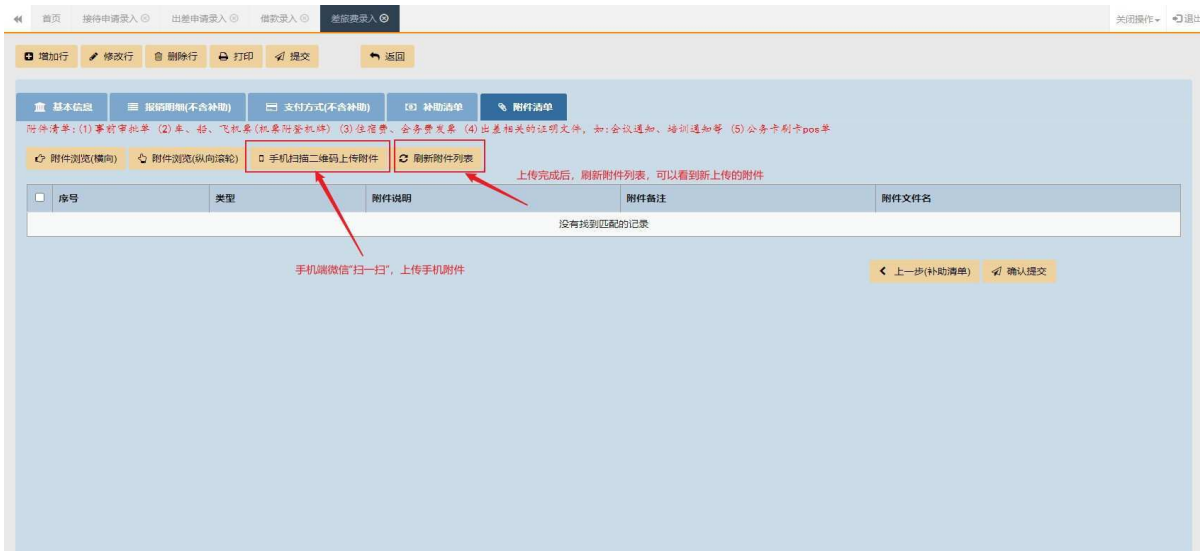 首页 接待申请录入 出差申请录入 借款录入 差旅费录入 关闭操作 退出
增加行 修改行 删除行 打印 提交 返回
基本信息 报销明细(不含补助) 支付方式(不含补助) 补助清单 附件清单
附件清单:(1)事前审批单 (2)车、船、飞机票(机票附登机牌) (3)住宿费、会务费发票 (4)出差相关的证明文件, 如:会议通知、培训通知等 (5)公务卡刷卡pos单
附件浏览(横向) 附件浏览(纵向滚轮) 手机扫描二维码上传附件 刷新附件列表
上传完成后，刷新附件列表，可以看到新上传的附件
序号 类型 附件说明 附件备注 附件文件名
没有找到匹配的记录
手机端微信“扫一扫”，上传手机附件
上一步(补助清单) 确认提交